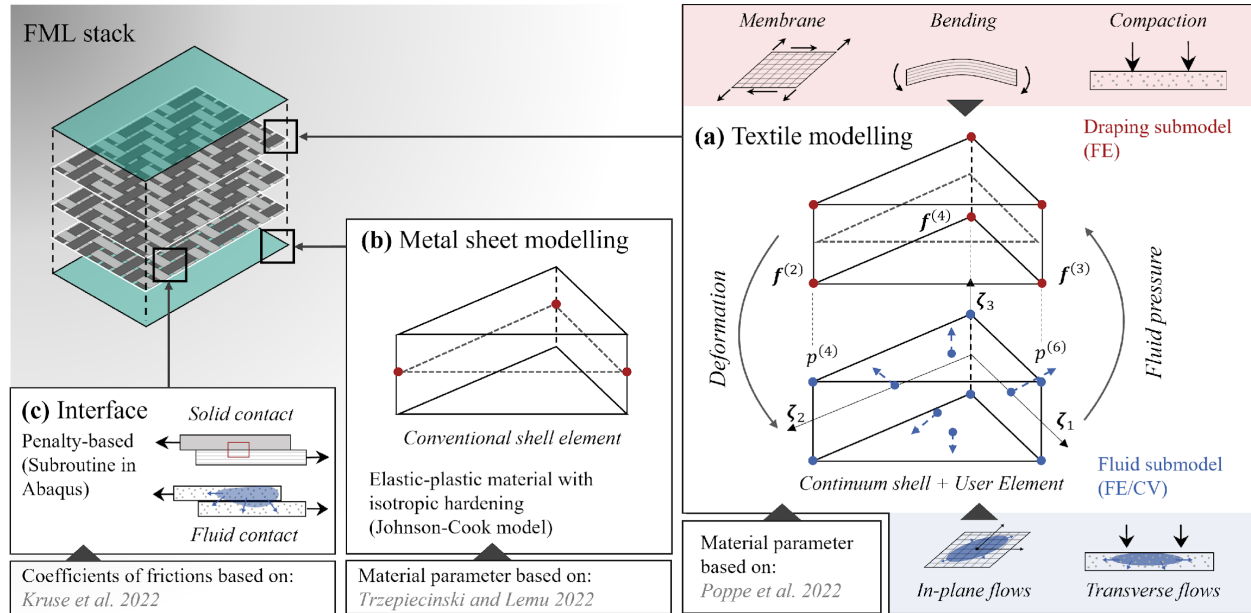 FML stack
Membrane
Bending
Compaction
(a) Textile modelling
Draping submodel
(FE)
f(4)
f(2)
f(3)
ζ3
Deformation
Fluid pressure
p(4)
p(6)
ζ2
ζ1
Fluid submodel
(FE/CV)
Continuum shell + User Element
Material parameter
based on:
Poppe et al. 2022
In-plane flows
Transverse flows
(b) Metal sheet modelling
Conventional shell element
Elastic-plastic material with
isotropic hardening
(Johnson-Cook model)
Material parameter based on:
Trzepiecinski and Lemu 2022
(c) Interface
Solid contact
Penalty-based
(Subroutine in
Abaqus)
Fluid contact
Coefficients of frictions based on:
Kruse et al. 2022